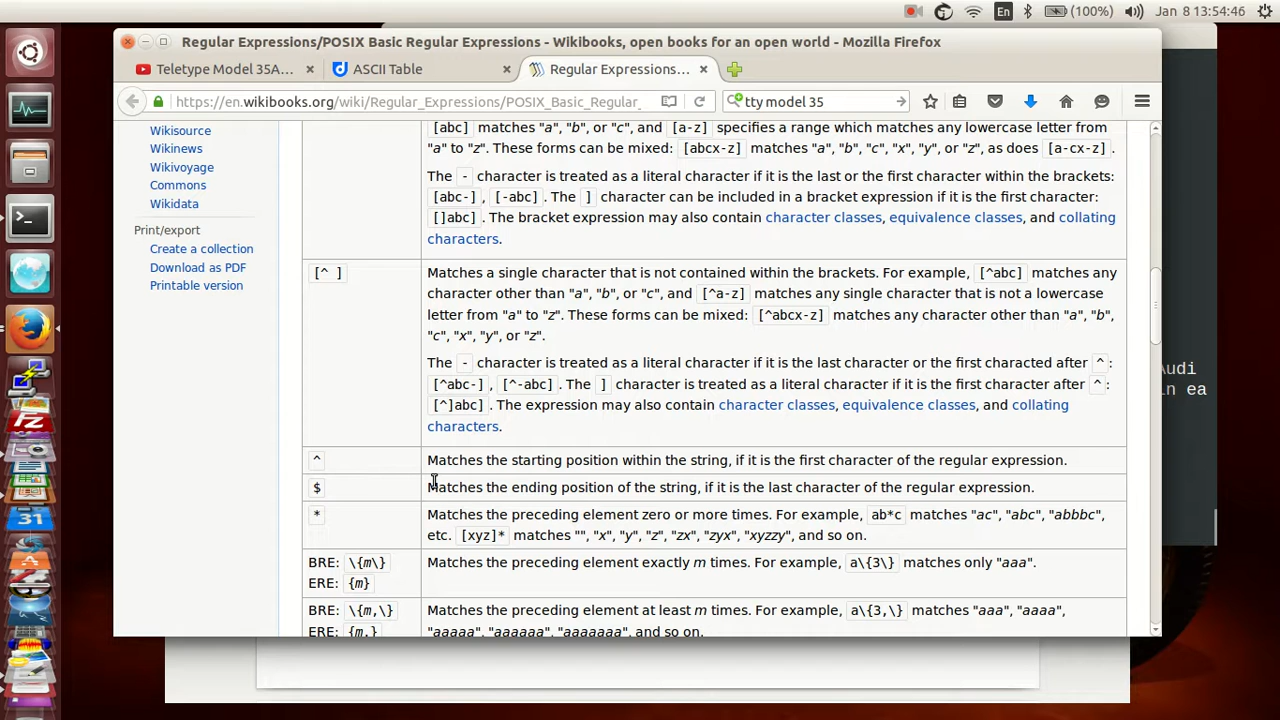 En
(100%)
Jan 8 13:54:46
Regular Expressions/POSIX Basic Regular Expressions - Wikibooks, open books for an open world - Mozilla Firefox
Teletype Model 35A...
ASCII Table
Regular Expressions...
https://en.wikibooks.org/wiki/Regular_Expressions/POSIX_Basic_Regular_
tty model 35
Wikisource
Wikinews
Wikivoyage
Commons
Wikidata
Print/export
Create a collection
Download as PDF
Printable version
[abc] matches "a", "b", or "c", and [a-z] specifies a range which matches any lowercase letter from
"a" to "z". These forms can be mixed: [abcx-z] matches "a", "b", "c", "x", "y", or "z", as does [a-cx-z].
The - character is treated as a literal character if it is the last or the first character within the brackets:
[abc-], [-abc]. The ] character can be included in a bracket expression if it is the first character:
[]abc]. The bracket expression may also contain character classes, equivalence classes, and collating
characters.
[^ ]
Matches a single character that is not contained within the brackets. For example, [^abc] matches any
character other than "a", "b", or "c", and [^a-z] matches any single character that is not a lowercase
letter from "a" to "z". These forms can be mixed: [^abcx-z] matches any character other than "a", "b",
"c", "x", "y", or "z".
The - character is treated as a literal character if it is the last character or the first characted after ^:
[^abc-], [^-abc]. The ] character is treated as a literal character if it is the first character after ^:
[^]abc]. The expression may also contain character classes, equivalence classes, and collating
characters.
^ Matches the starting position within the string, if it is the first character of the regular expression.
$ Matches the ending position of the string, if it is the last character of the regular expression.
* Matches the preceding element zero or more times. For example, ab*c matches "ac", "abc", "abbbc",
etc. [xyz]* matches "", "x", "y", "z", "zx", "zyx", "xyzzy", and so on.
BRE: \{m\} Matches the preceding element exactly m times. For example, a\{3\} matches only "aaa".
ERE: {m}
BRE: \{m,\} Matches the preceding element at least m times. For example, a\{3,\} matches "aaa", "aaaa",
ERE: {m,} "aaaaa", "aaaaaa", "aaaaaaa", and so on.
Audi
in ea
31